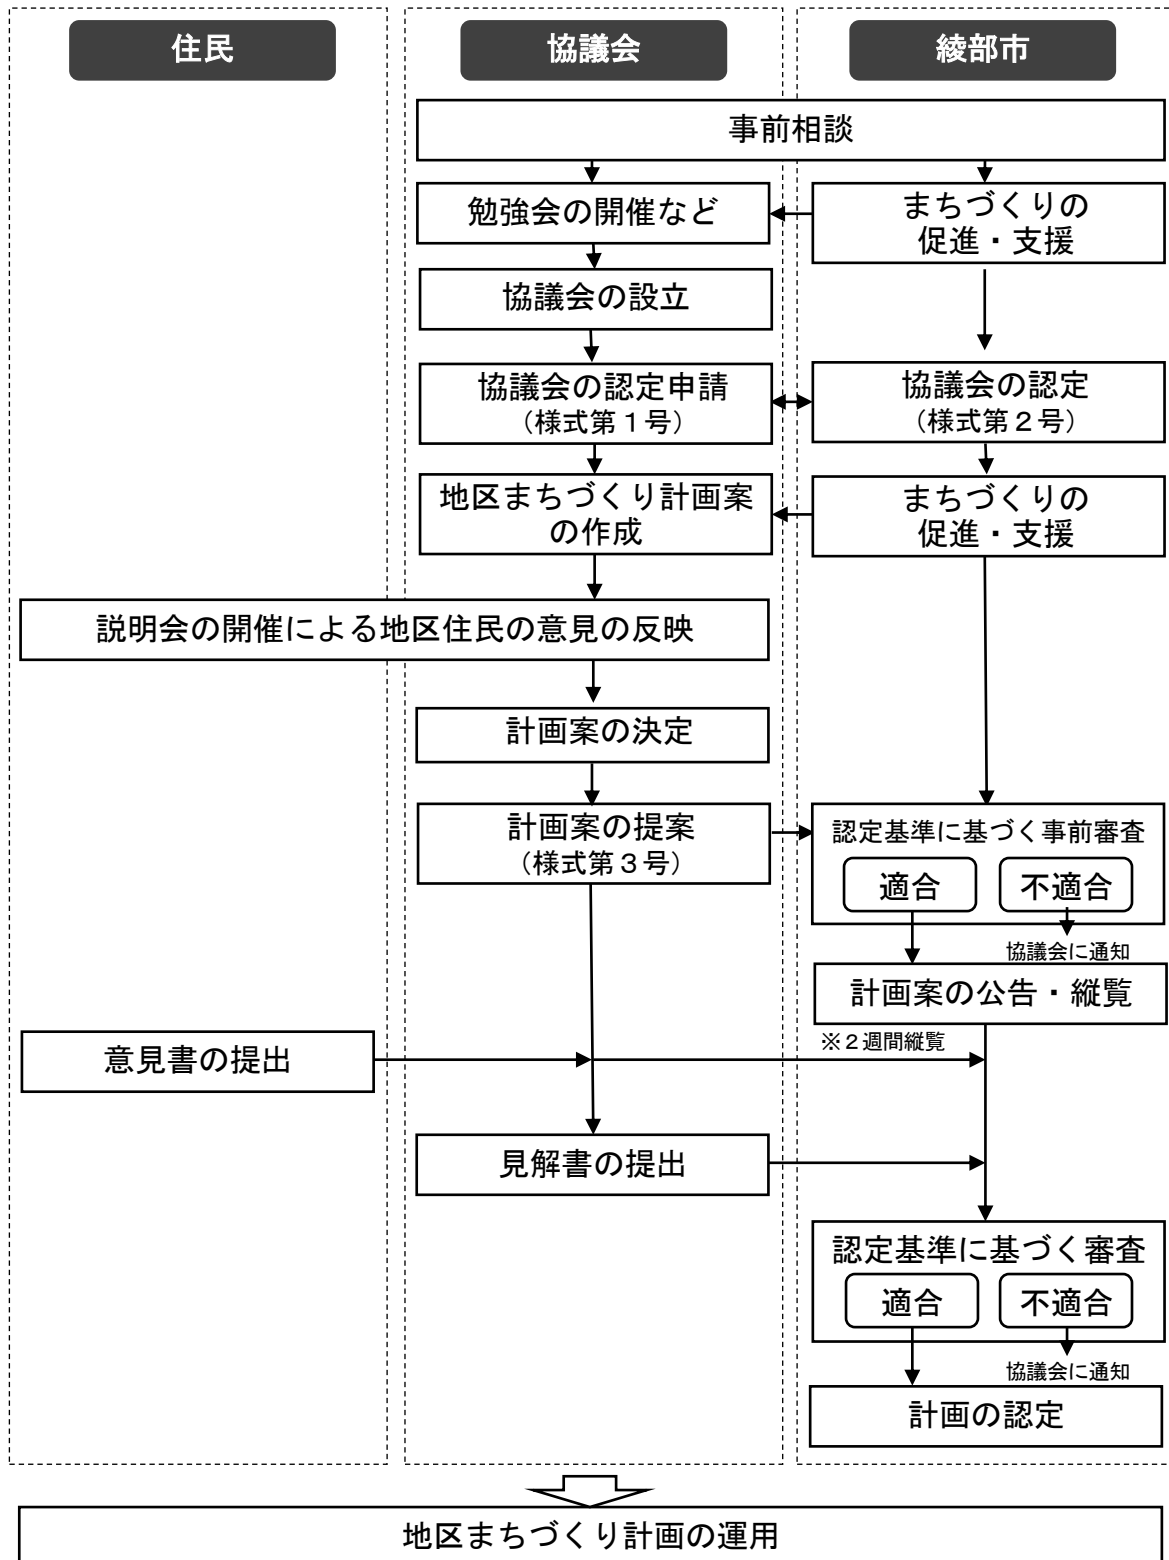 住民
協議会
綾部市
事前相談
勉強会の開催など
まちづくりの
促進・支援
協議会の設立
協議会の認定申請
（様式第１号）
協議会の認定
（様式第２号）
地区まちづくり計画案
の作成
まちづくりの
促進・支援
説明会の開催による地区住民の意見の反映
計画案の決定
計画案の提案
（様式第３号）
認定基準に基づく事前審査
適合
不適合
協議会に通知
計画案の公告・縦覧
※２週間縦覧
意見書の提出
見解書の提出
認定基準に基づく審査
適合
不適合
協議会に通知
計画の認定
地区まちづくり計画の運用